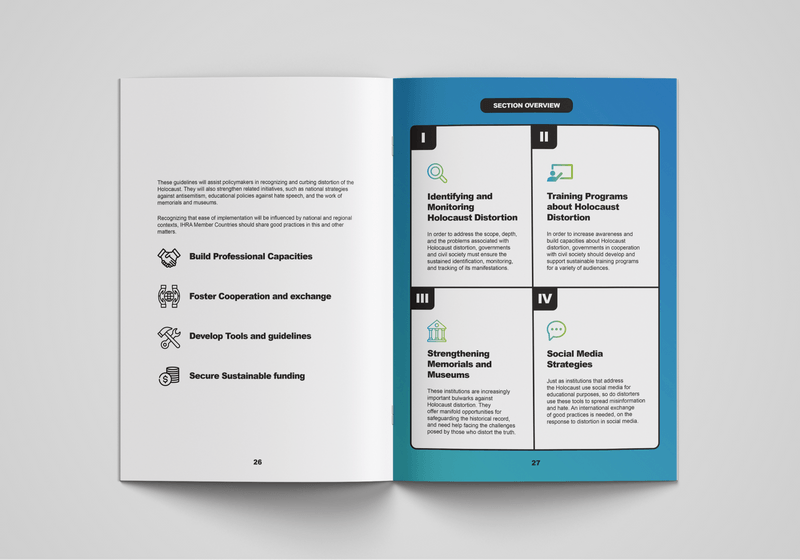 These guidelines will assist policymakers in recognizing and curbing distortion of the
Holocaust. They will also strengthen related initiatives, such as national strategies
against antisemitism, educational policies against hate speech, and the work of
memorials and museums.
Recognizing that ease of implementation will be influenced by national and regional
contexts, IHRA Member Countries should share good practices in this and other
matters.
Build Professional Capacities
Foster Cooperation and exchange
Develop Tools and guidelines
Secure Sustainable funding
26
SECTION OVERVIEW
I
Identifying and
Monitoring
Holocaust Distortion
In order to address the scope, depth,
and the problems associated with
Holocaust distortion, governments
and civil society must ensure the
sustained identification, monitoring,
and tracking of its manifestations.
II
Training Programs
about Holocaust
Distortion
In order to increase awareness and
build capacities about Holocaust
distortion, governments in cooperation
with civil society should develop and
support sustainable training programs
for a variety of audiences.
III
Strengthening
Memorials and
Museums
These institutions are increasingly
important bulwarks against
Holocaust distortion. They
offer manifold opportunities for
safeguarding the historical record,
and need help facing the challenges
posed by those who distort the truth.
IV
Social Media
Strategies
Just as institutions that address
the Holocaust use social media for
educational purposes, so do distorters
use these tools to spread misinformation
and hate. An international exchange
of good practices is needed, on the
response to distortion in social media.
27